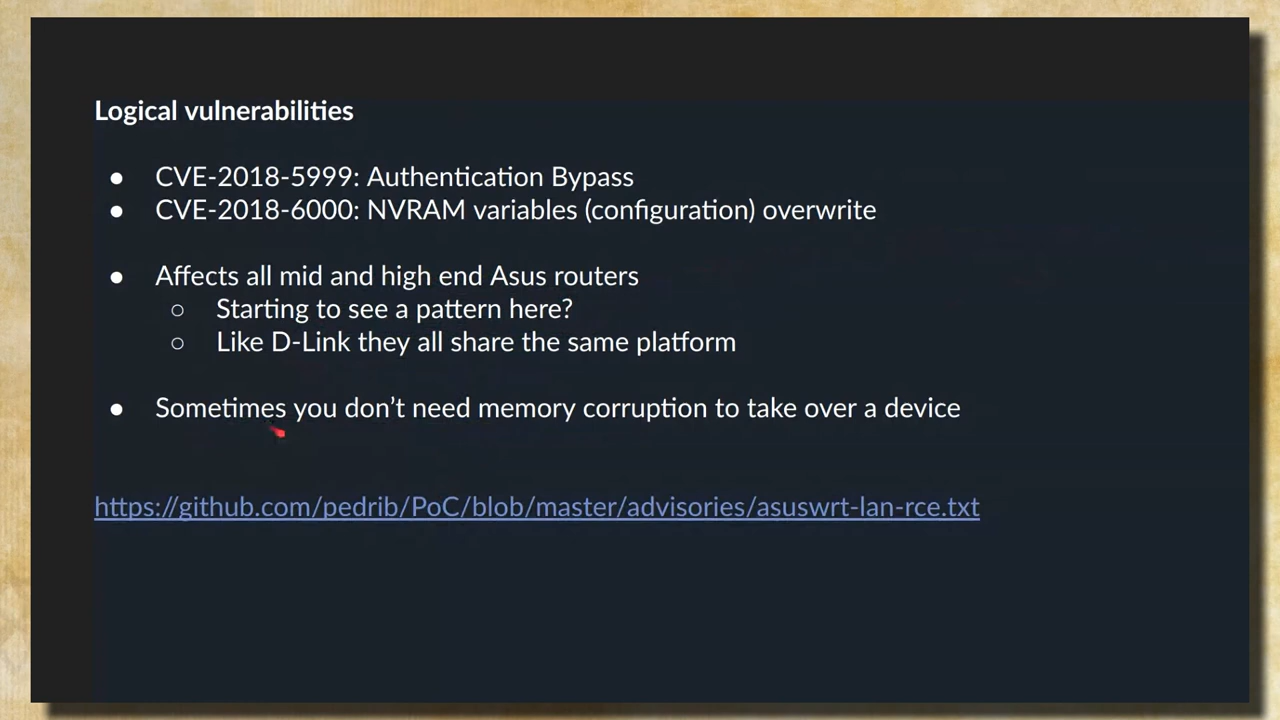 Logical vulnerabilities
● CVE-2018-5999: Authentication Bypass
● CVE-2018-6000: NVRAM variables (configuration) overwrite
● Affects all mid and high end Asus routers
○ Starting to see a pattern here?
○ Like D-Link they all share the same platform
● Sometimes you don’t need memory corruption to take over a device
https://github.com/pedrib/PoC/blob/master/advisories/asuswrt-lan-rce.txt